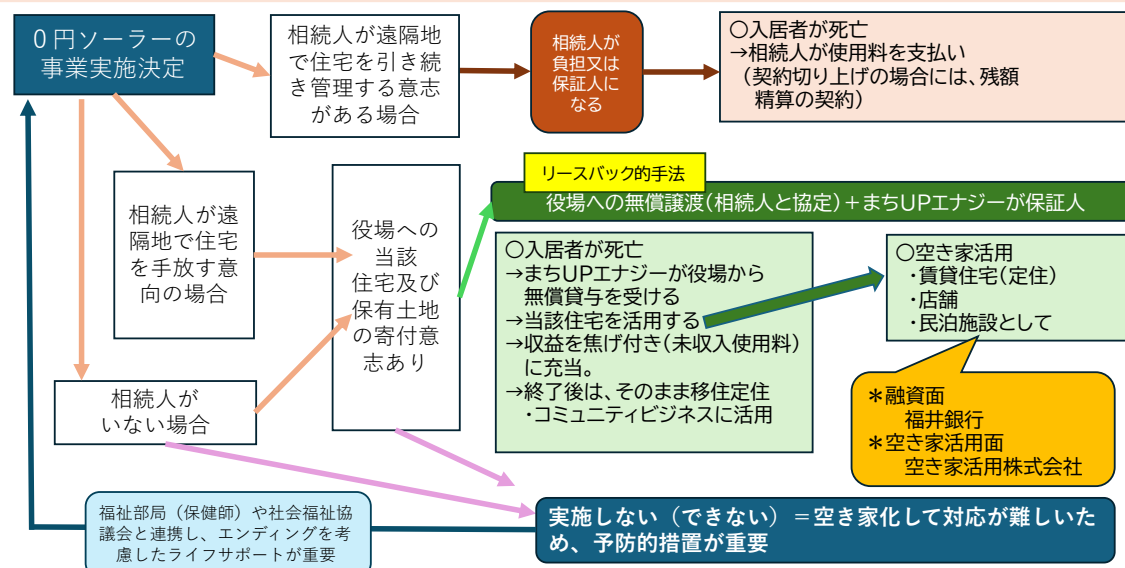 ０円ソーラーの
事業実施決定
相続人が遠隔地
で住宅を引き続
き管理する意志
がある場合
相続人が
負担又は
保証人に
なる
○入居者が死亡
→相続人が使用料を支払い
（契約切り上げの場合には、残額
精算の契約）
相続人が遠
隔地で住宅
を手放す意
向の場合
相続人が
いない場合
役場への
当該
住宅及び
保有土地
の寄付意
志あり
リースバック的手法
役場への無償譲渡（相続人と協定）＋まちUPエナジーが保証人
○入居者が死亡
→まちUPエナジーが役場から
無償貸与を受ける
→当該住宅を活用する
→収益を焦げ付き（未収入使用料）
に充当。
→終了後は、そのまま移住定住
・コミュニティビジネスに活用
○空き家活用
・賃貸住宅（定住）
・店舗
・民泊施設として
＊融資面
福井銀行
＊空き家活用面
空き家活用株式会社
福祉部局（保健師）や社会福祉協
議会と連携し、エンディングを考
慮したライフサポートが重要
実施しない（できない）＝空き家化して対応が難しいた
め、予防的措置が重要